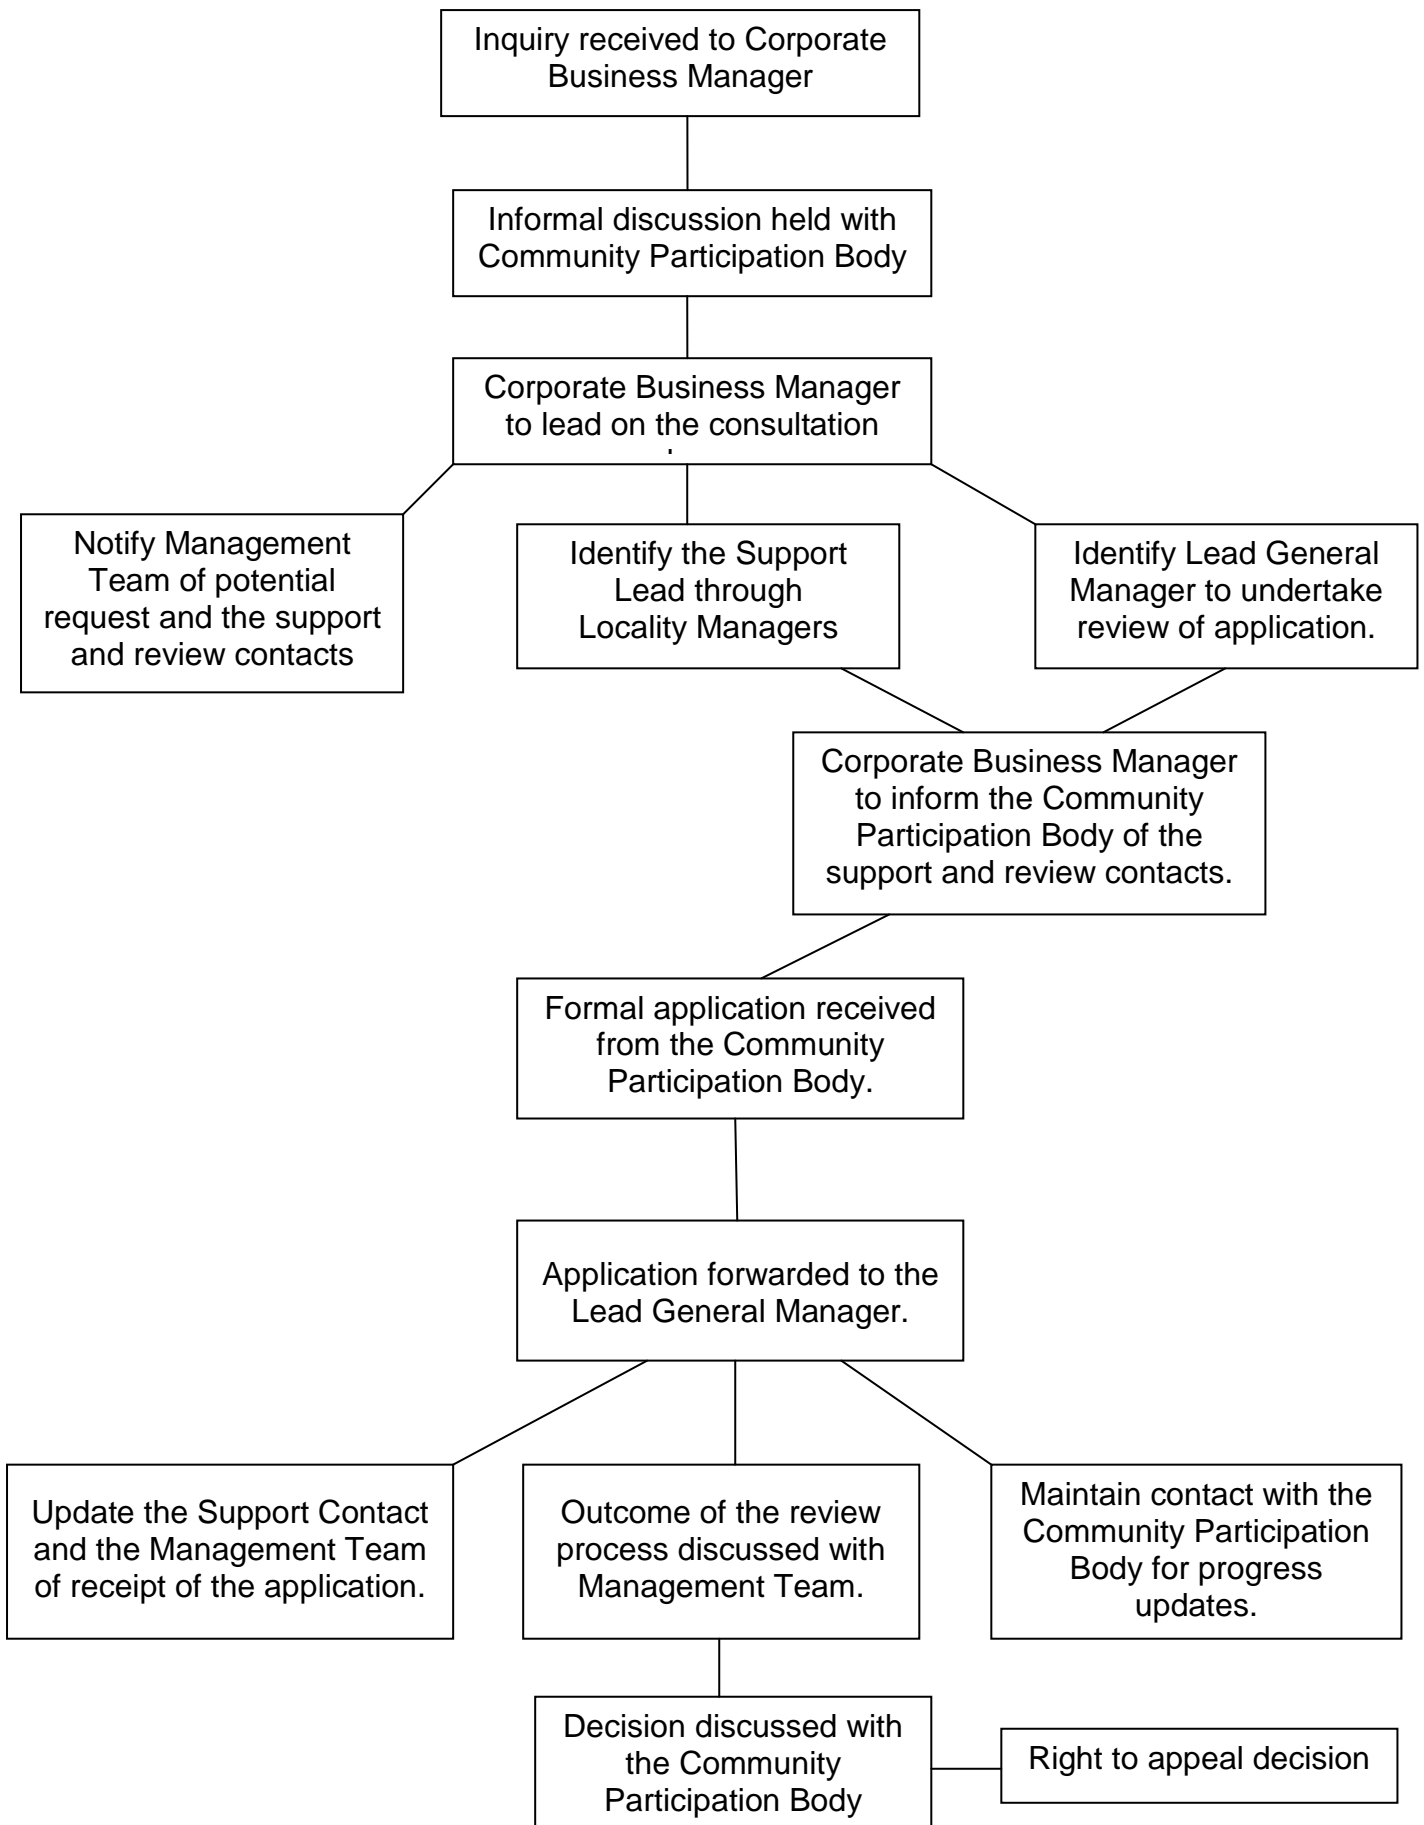 Inquiry received to Corporate
Business Manager
Informal discussion held with
Community Participation Body
Corporate Business Manager
to lead on the consultation
Notify Management
Team of potential
request and the support
and review contacts
Identify the Support
Lead through
Locality Managers
Identify Lead General
Manager to undertake
review of application.
Corporate Business Manager
to inform the Community
Participation Body of the
support and review contacts.
Formal application received
from the Community
Participation Body.
Application forwarded to the
Lead General Manager.
Update the Support Contact
and the Management Team
of receipt of the application.
Outcome of the review
process discussed with
Management Team.
Maintain contact with the
Community Participation
Body for progress
updates.
Decision discussed with
the Community
Participation Body
Right to appeal decision